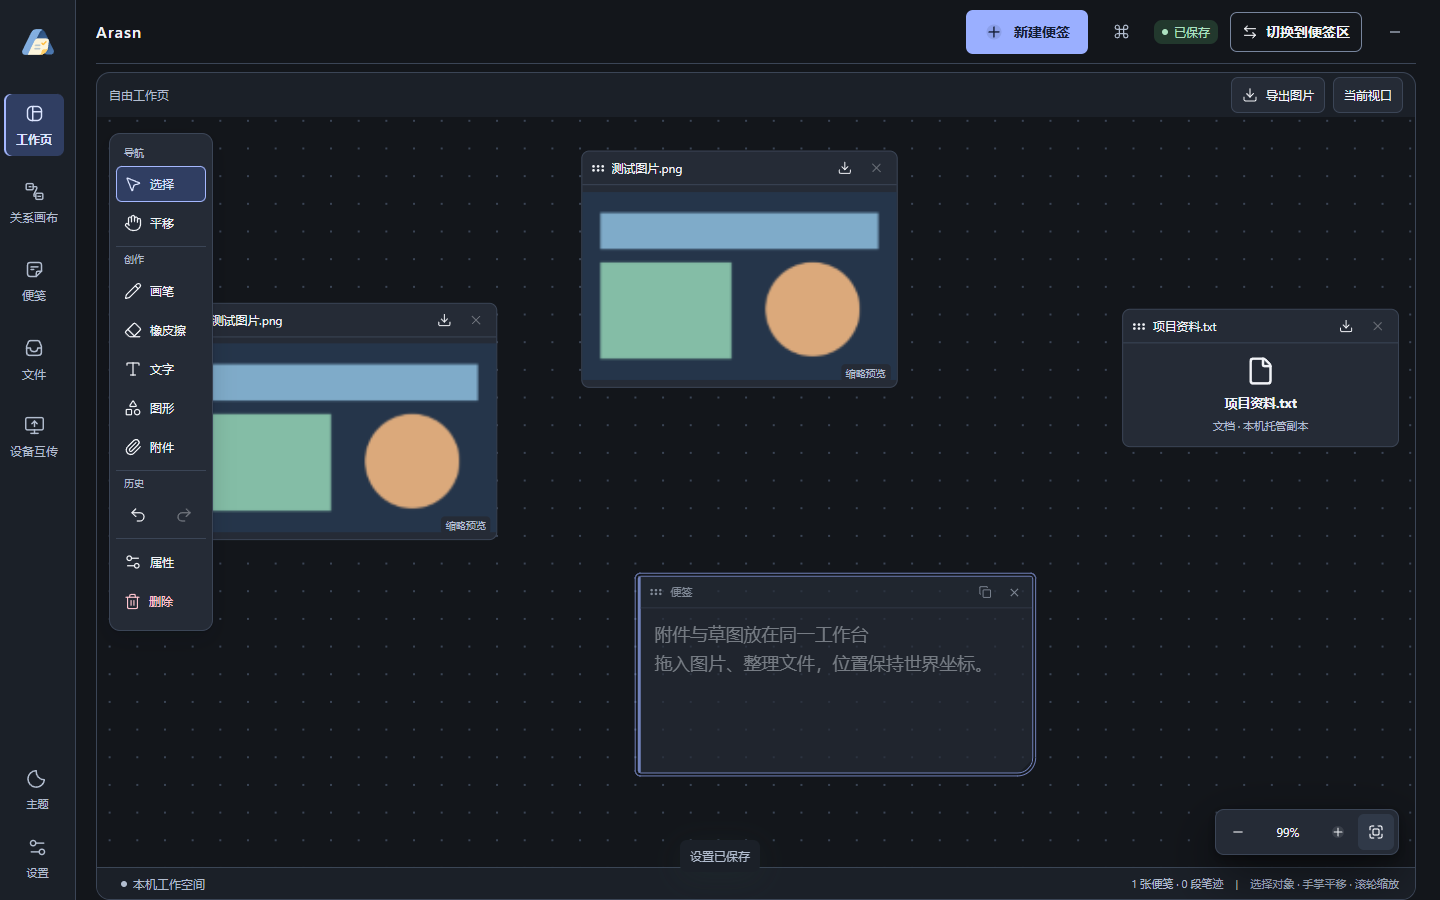 Arasn
新建便签
已保存
切换到便签区
工作页
关系画布
便笺
文件
设备互传
主题
设置
自由工作页
导出图片
当前视口
导航
选择
平移
创作
画笔
橡皮擦
文字
图形
附件
历史
属性
删除
测试图片.png
缩略预览
测试图片.png
缩略预览
项目资料.txt
项目资料.txt
文档 · 本机托管副本
便签
附件与草图放在同一工作台
拖入图片、整理文件，位置保持世界坐标。
99%
设置已保存
本机工作空间
1 张便笺 · 0 段笔迹 | 选择对象 · 手掌平移 · 滚轮缩放